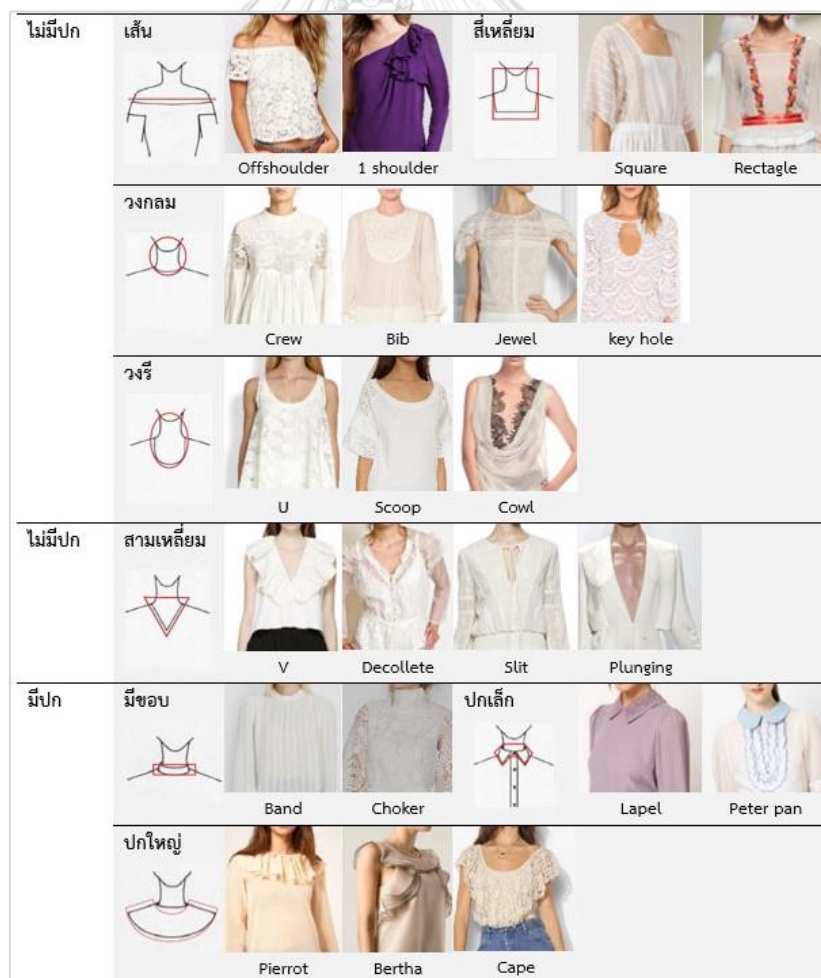 ไม่มีปก เส้น สี่เหลี่ยม
Offshoulder 1 shoulder Square Rectagle
วงกลม
Crew Bib Jewel key hole
วงรี
U Scoop Cowl
ไม่มีปก สามเหลี่ยม
V Decollete Slit Plunging
มีปก มีขอบ ปกเล็ก
Band Choker Lapel Peter pan
ปกใหญ่
Pierrot Bertha Cape